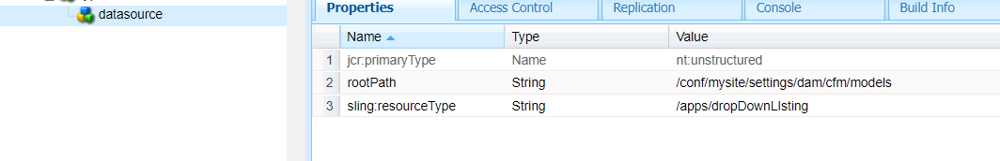 datasource
Properties Access Control Replication Console Build Info
Name Type Value
1 jcr:primaryType Name nt:unstructured
2 rootPath String /conf/mysite/settings/dam/cfm/models
3 sling:resourceType String /apps/dropDownLIsting